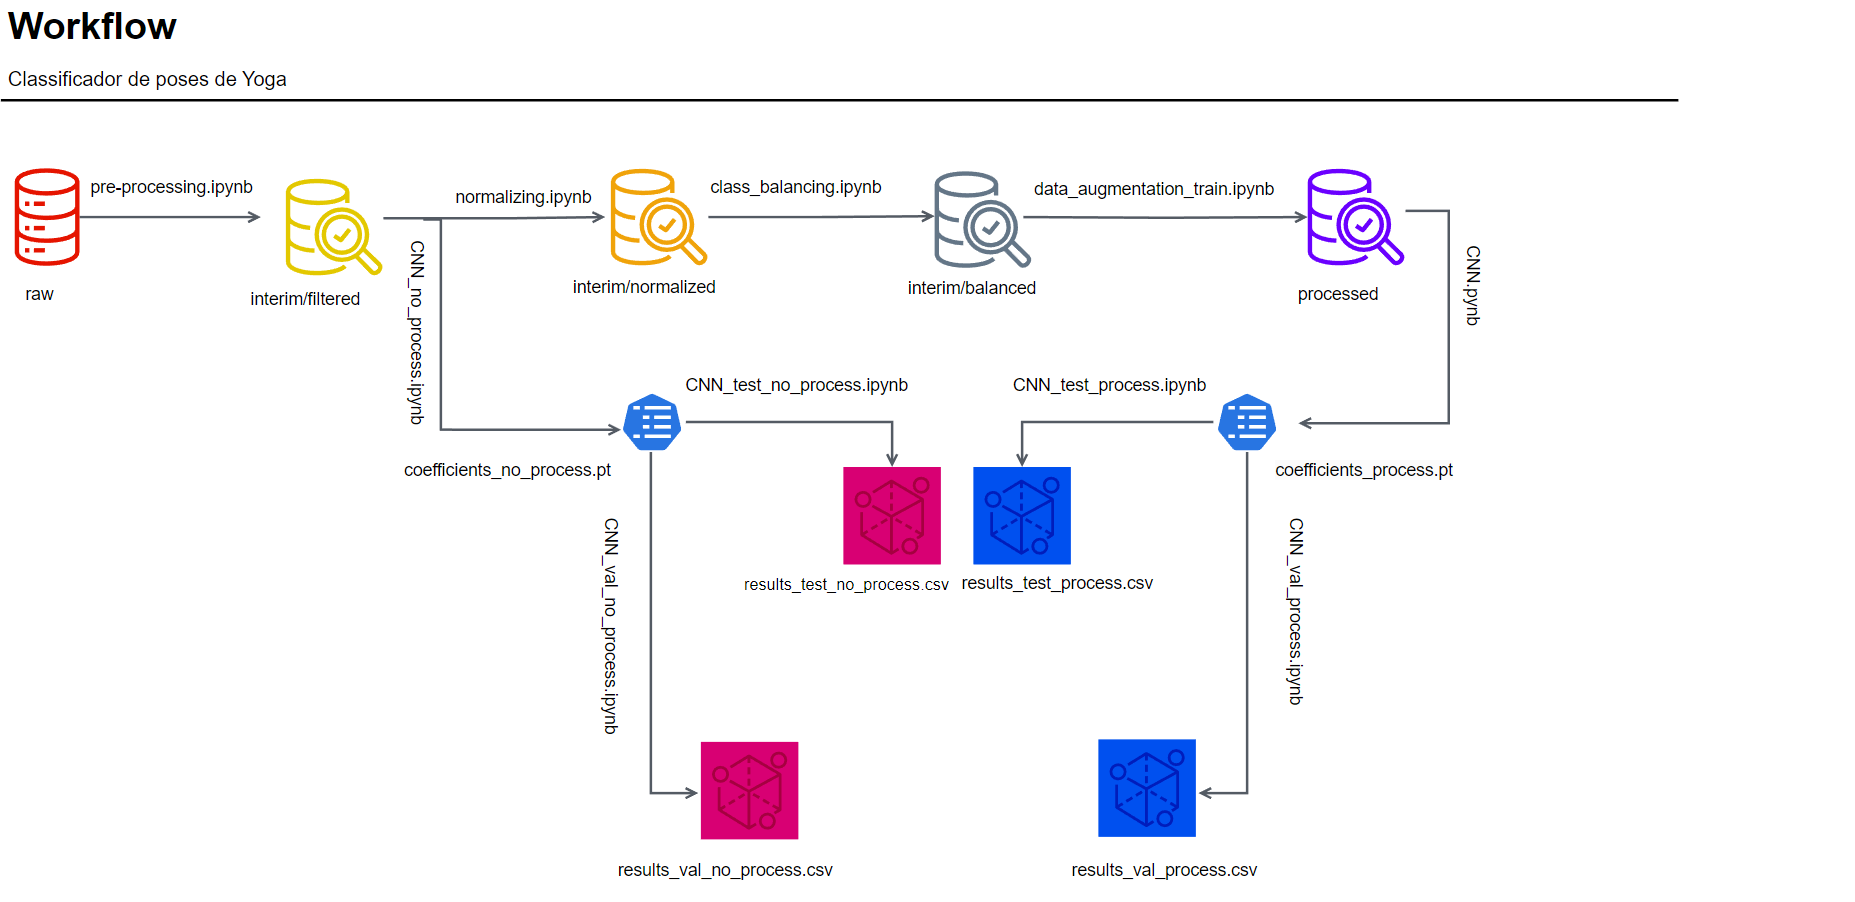 Workflow
Classificador de poses de Yoga
pre-processing.ipynb
normalizing.ipynb
class_balancing.ipynb
data_augmentation_train.ipynb
raw
interim/filtered
interim/normalized
interim/balanced
processed
CNN_no_process.ipynb
CNN.pynb
CNN_test_no_process.ipynb
CNN_test_process.ipynb
coefficients_no_process.pt
coefficients_process.pt
CNN_val_no_process.ipynb
CNN_val_process.ipynb
results_test_no_process.csv
results_test_process.csv
results_val_no_process.csv
results_val_process.csv